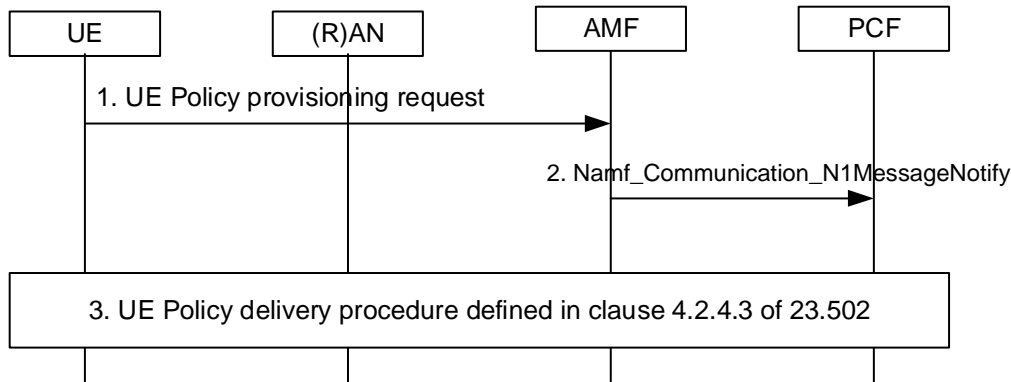 UE
(R)AN
AMF
PCF
1. UE Policy provisioning request
2. Namf_Communication_N1MessageNotify
3. UE Policy delivery procedure defined in clause 4.2.4.3 of 23.502